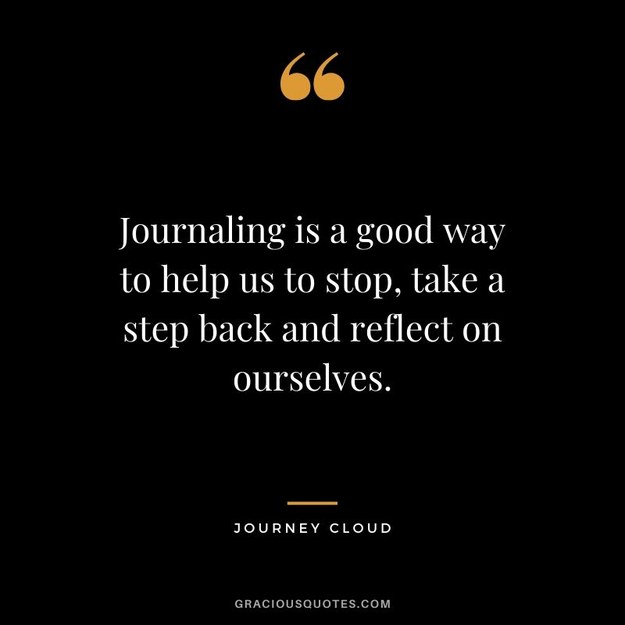 “
Journaling is a good way
to help us to stop, take a
step back and reflect on
ourselves.
JOURNEY CLOUD
GRACIOUSQUOTES.COM